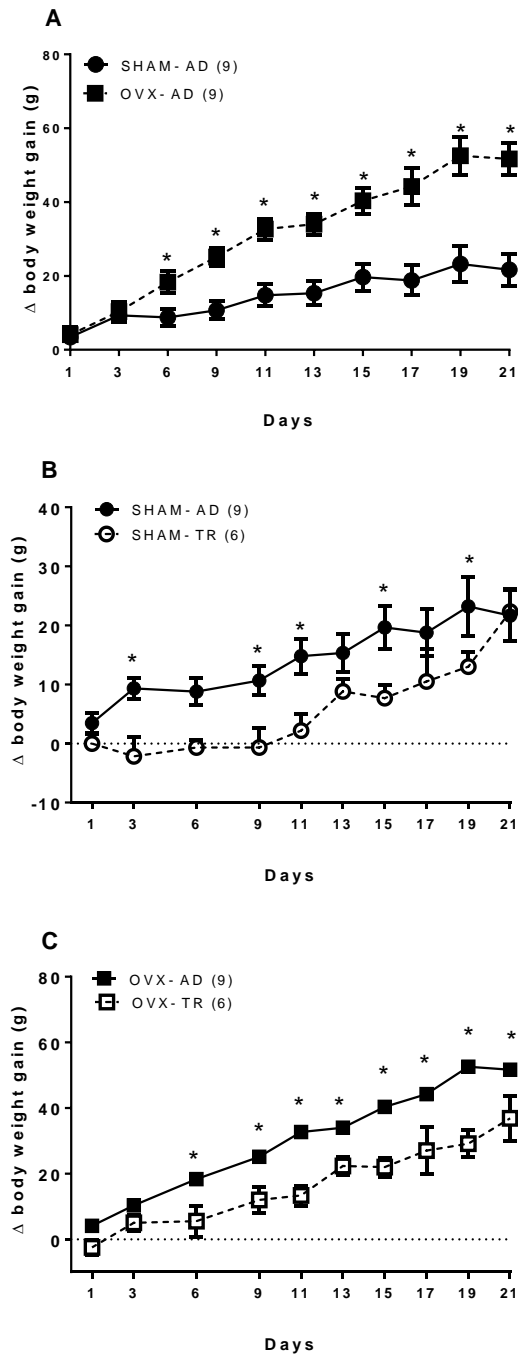 A
80
60
40
20
0
Δ body weight gain (g)
SHAM- AD (9)
OVX- AD (9)
* * * * * * * *
1 3 6 9 11 13 15 17 19 21
Days
B
40
30
20
10
0
-10
Δ body weight gain (g)
SHAM- AD (9)
SHAM- TR (6)
* * * * *
1 3 6 9 11 13 15 17 19 21
Days
C
80
60
40
20
0
Δ body weight gain (g)
OVX- AD (9)
OVX- TR (6)
* * * * * * * *
1 3 6 9 11 13 15 17 19 21
Days